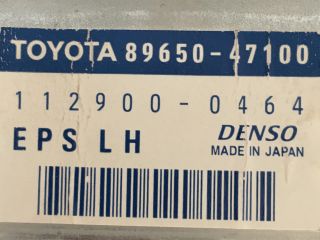 TOYOTA 89650-47100
112900-0464
EPS LH DENSO
MADE IN JAPAN